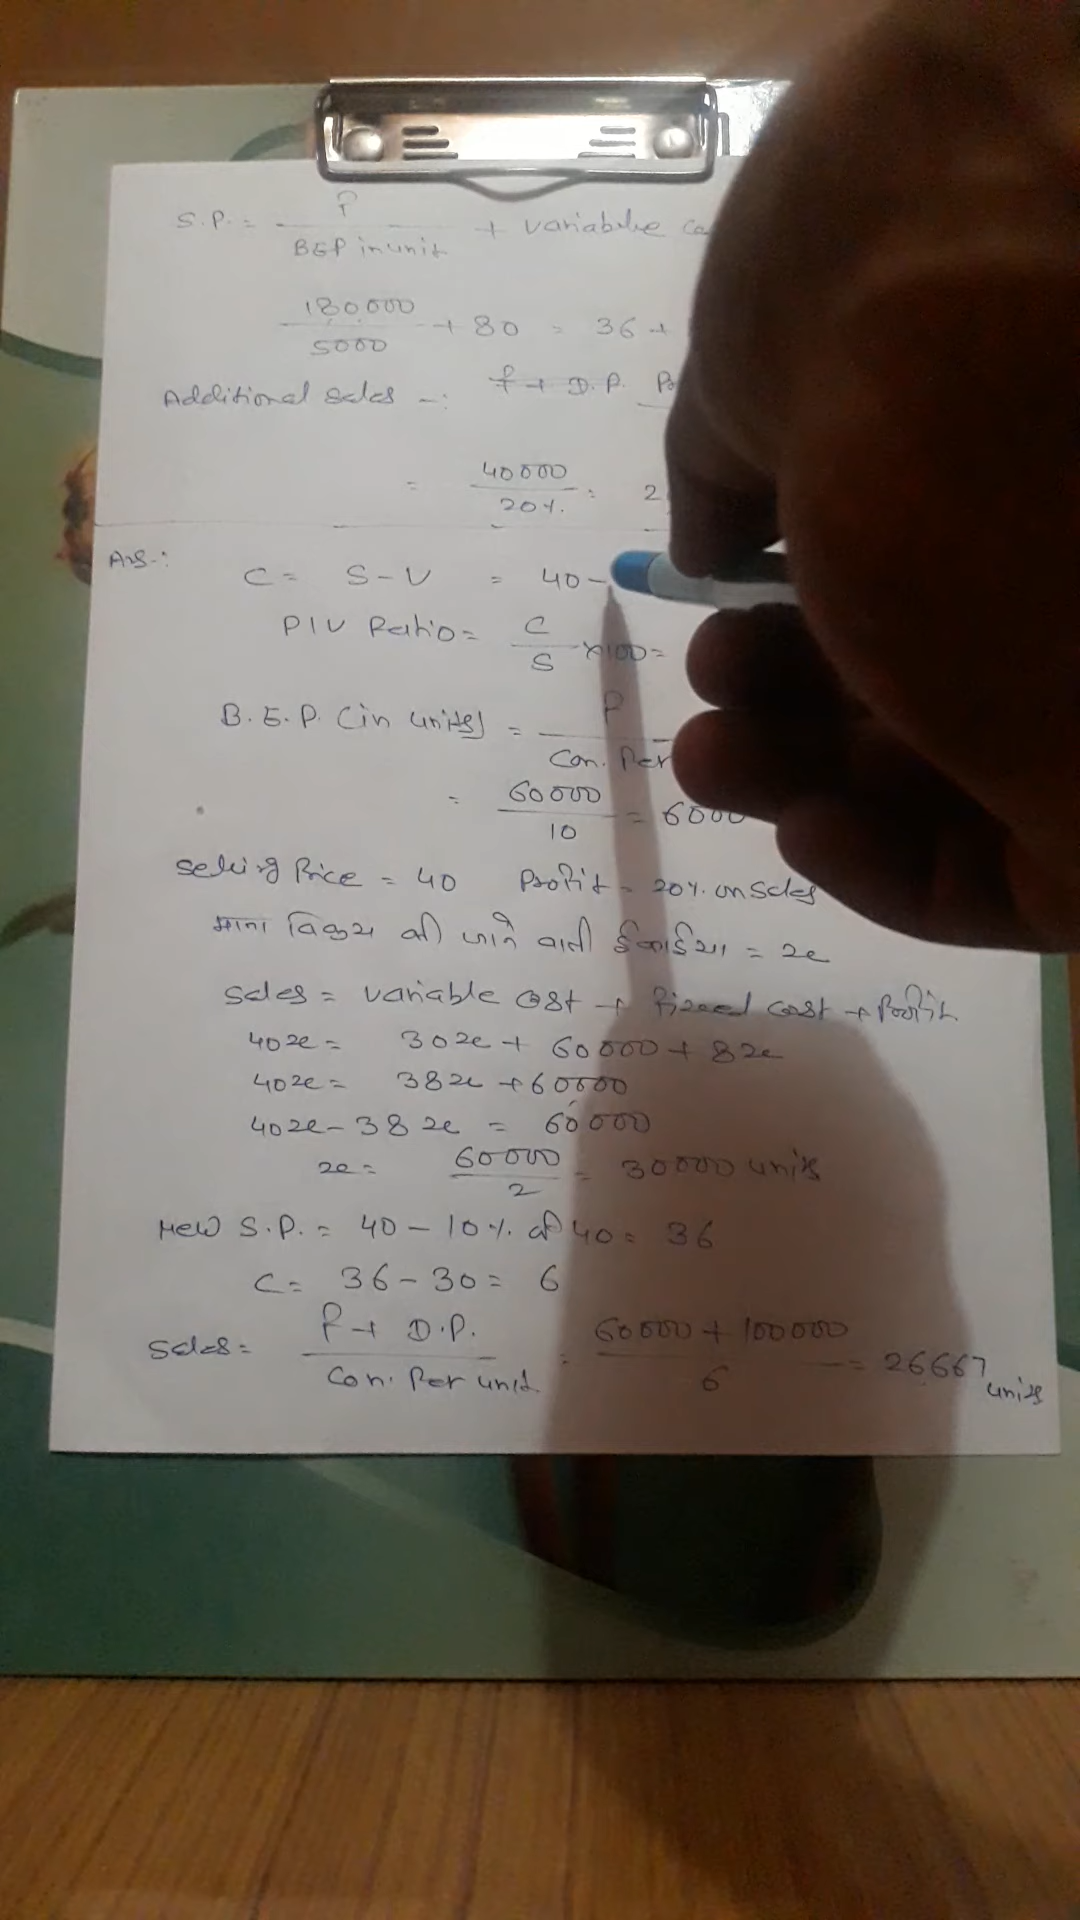 S.P. = F / BEP in unit + Variable
180,000 / 5000 + 80 = 36 +
Additional Sales -: F + D.P.
= 40000 / 20% = 2
Ans-:
C = S - V = 40 -
P/V Ratio = C / S × 100 =
B.E.P. (in units) = F / Con. Per
= 60000 / 10 = 6000
Selling Price = 40 Profit = 20% on Sales
माना विक्रय की जाने वाली ईकाईया = x
Sales = Variable Cost + Fixed Cost + Profit
40x = 30x + 60000 + 8x
40x = 38x + 60000
40x - 38x = 60000
x = 60000 / 2 = 30000 units
New S.P. = 40 - 10% of 40 = 36
C = 36 - 30 = 6
Sales = F + D.P. / Con. Per unit = 60000 + 100000 / 6 = 26667 units